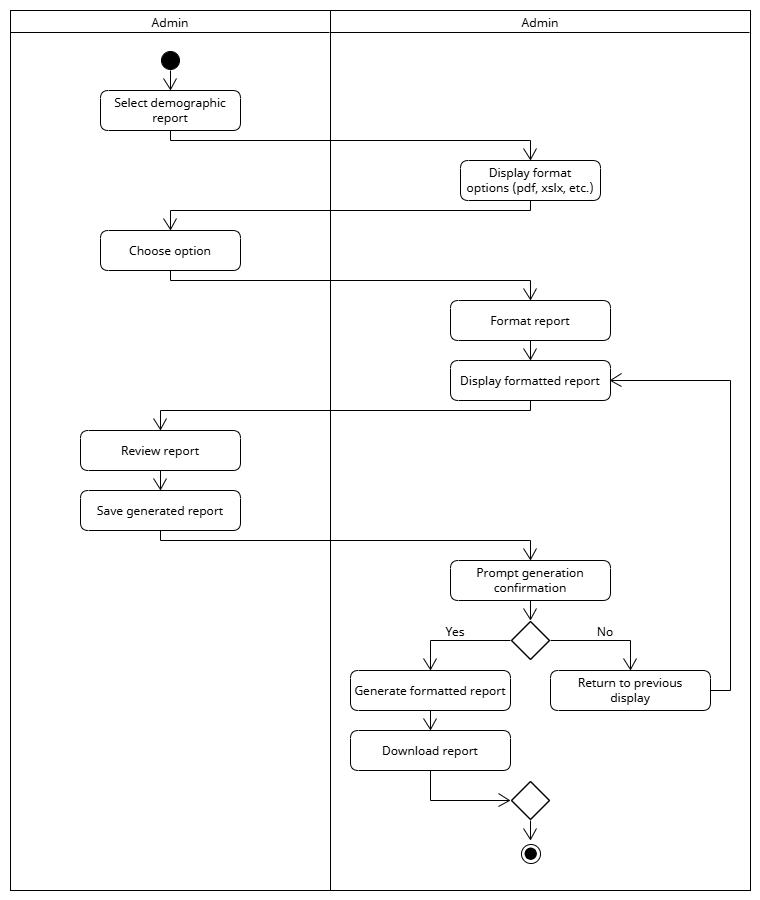 Admin
Admin
Select demographic
report
Display format
options (pdf, xslx, etc.)
Choose option
Format report
Display formatted report
Review report
Save generated report
Prompt generation
confirmation
Yes
No
Generate formatted report
Return to previous
display
Download report